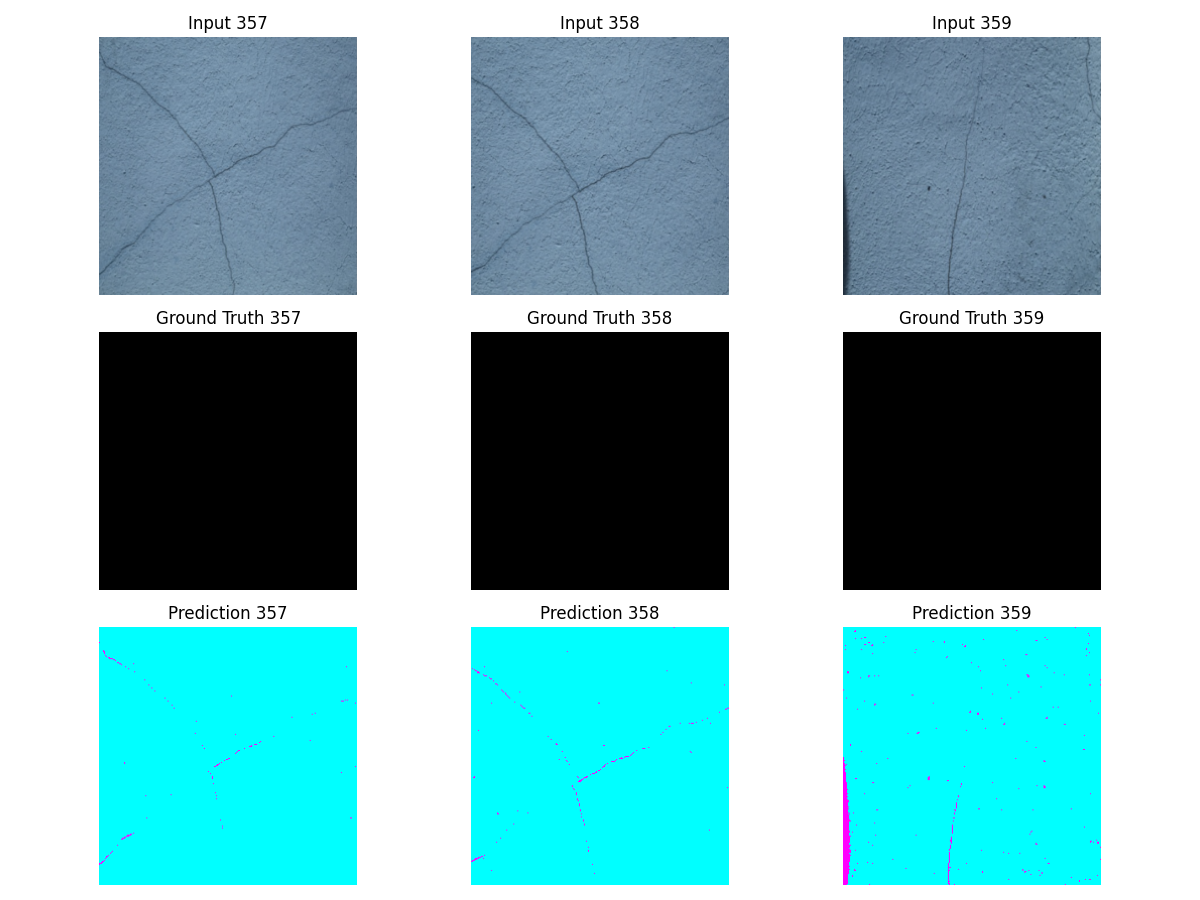 Input 357
Input 358
Input 359
Ground Truth 357
Ground Truth 358
Ground Truth 359
Prediction 357
Prediction 358
Prediction 359